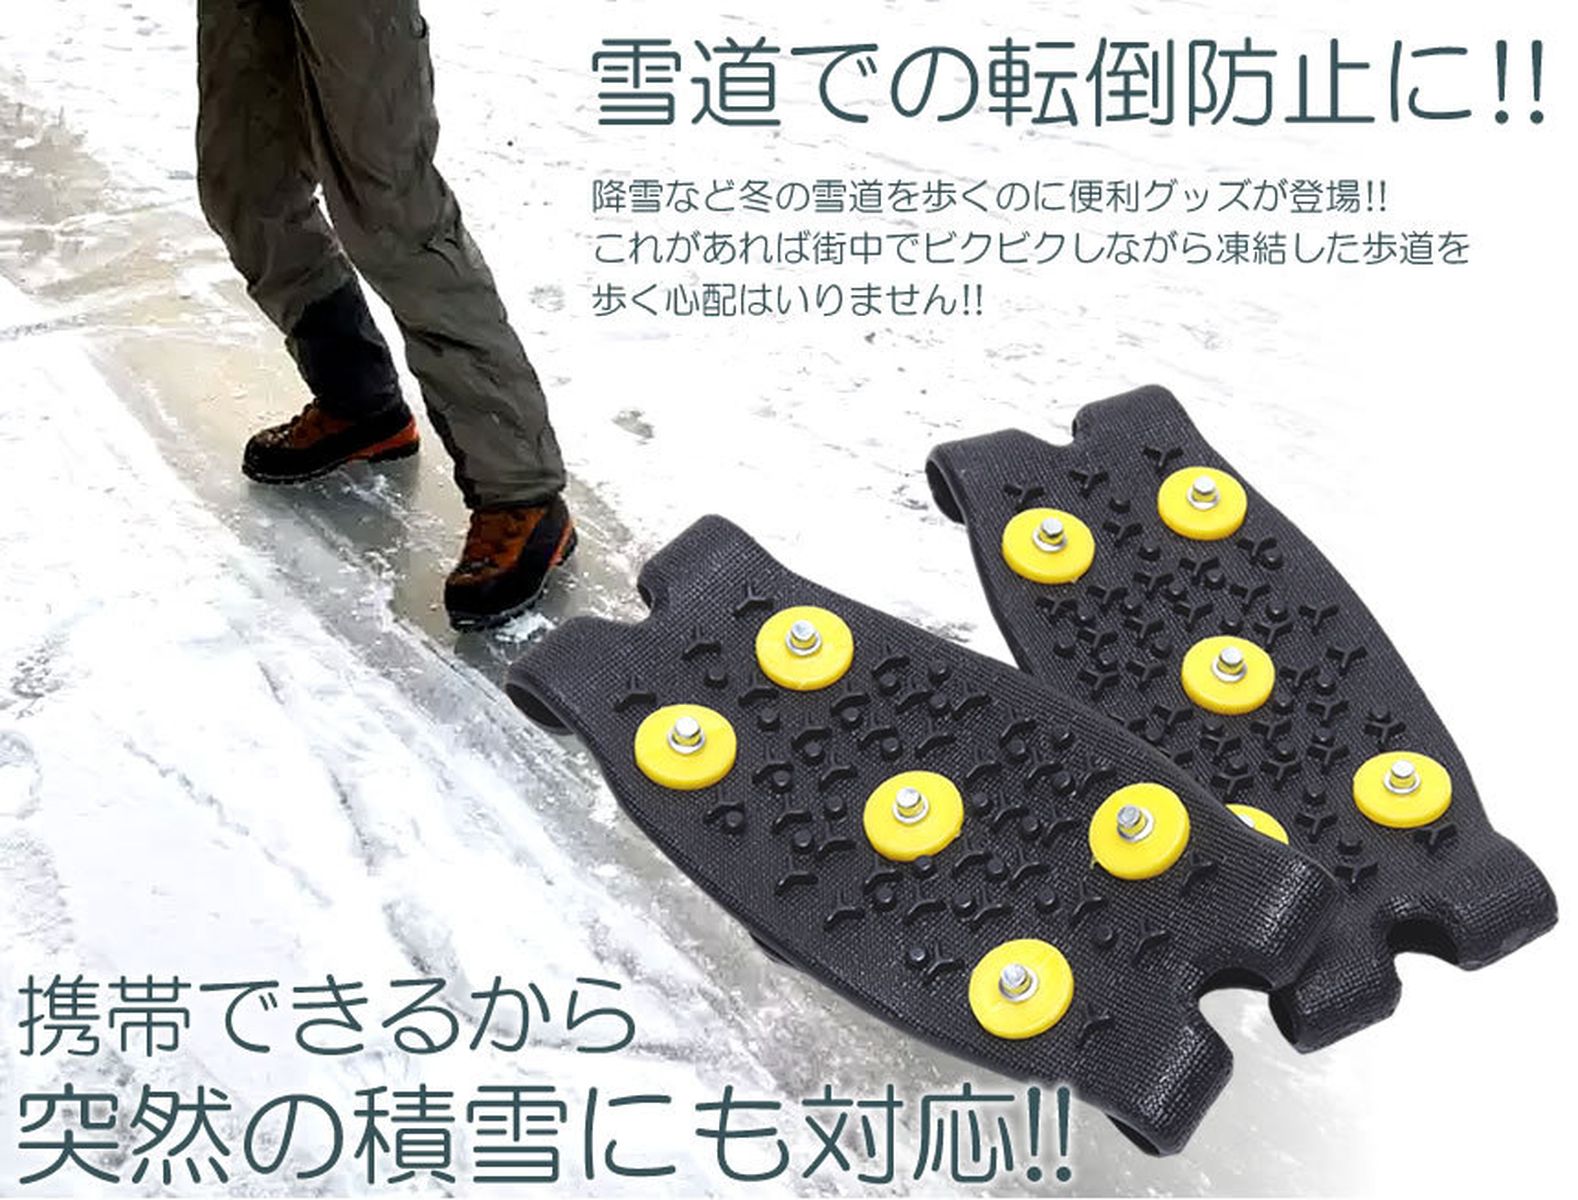 雪道での転倒防止に!!
降雪など冬の雪道を歩くのに便利グッズが登場!!
これがあれば街中でビクビクしながら凍結した歩道を
歩く心配はいりません!!
携帯できるから
突然の積雪にも対応!!